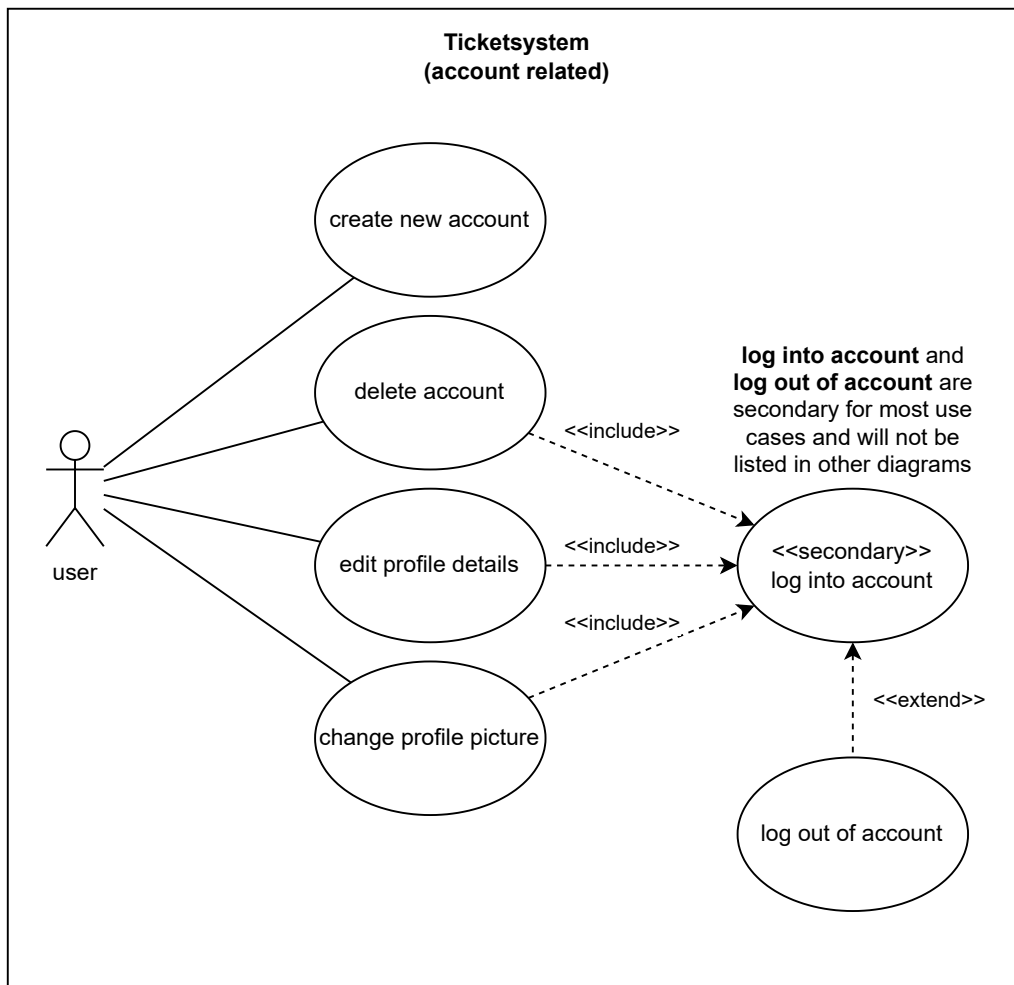 Ticketsystem
(account related)
create new account
delete account
log into account and
log out of account are
secondary for most use
cases and will not be
listed in other diagrams
<<include>>
edit profile details
<<include>>
<<secondary>>
log into account
user
<<include>>
change profile picture
<<extend>>
log out of account